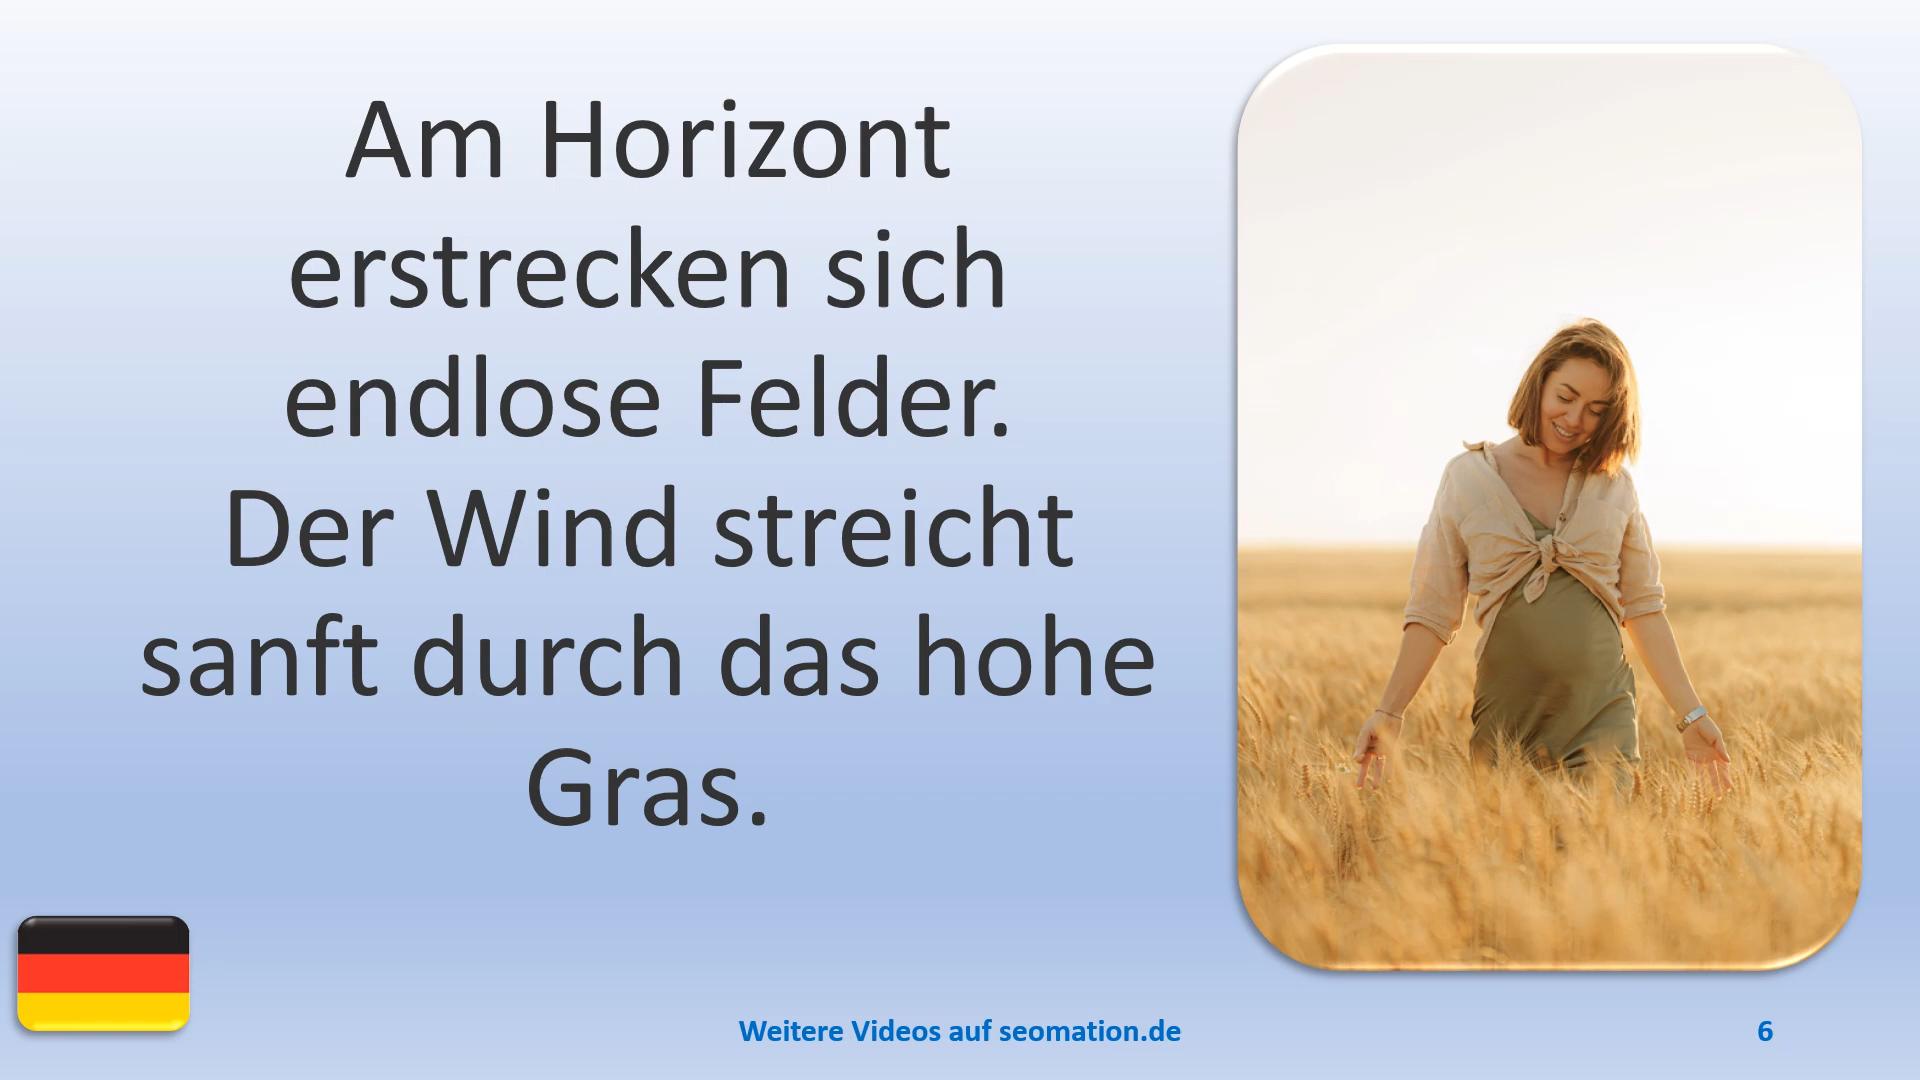 Am Horizont
erstrecken sich
endlose Felder.
Der Wind streicht
sanft durch das hohe
Gras.
Weitere Videos auf seomation.de
6